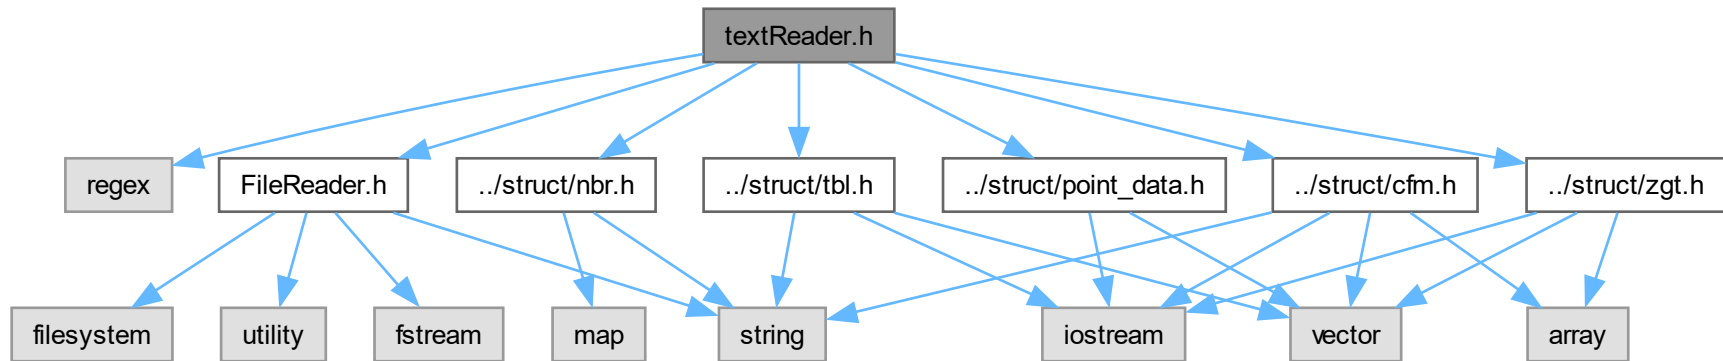 textReader.h
regex
FileReader.h
../struct/nbr.h
../struct/tbl.h
../struct/point_data.h
../struct/cfm.h
../struct/zgt.h
filesystem
utility
fstream
map
string
iostream
vector
array